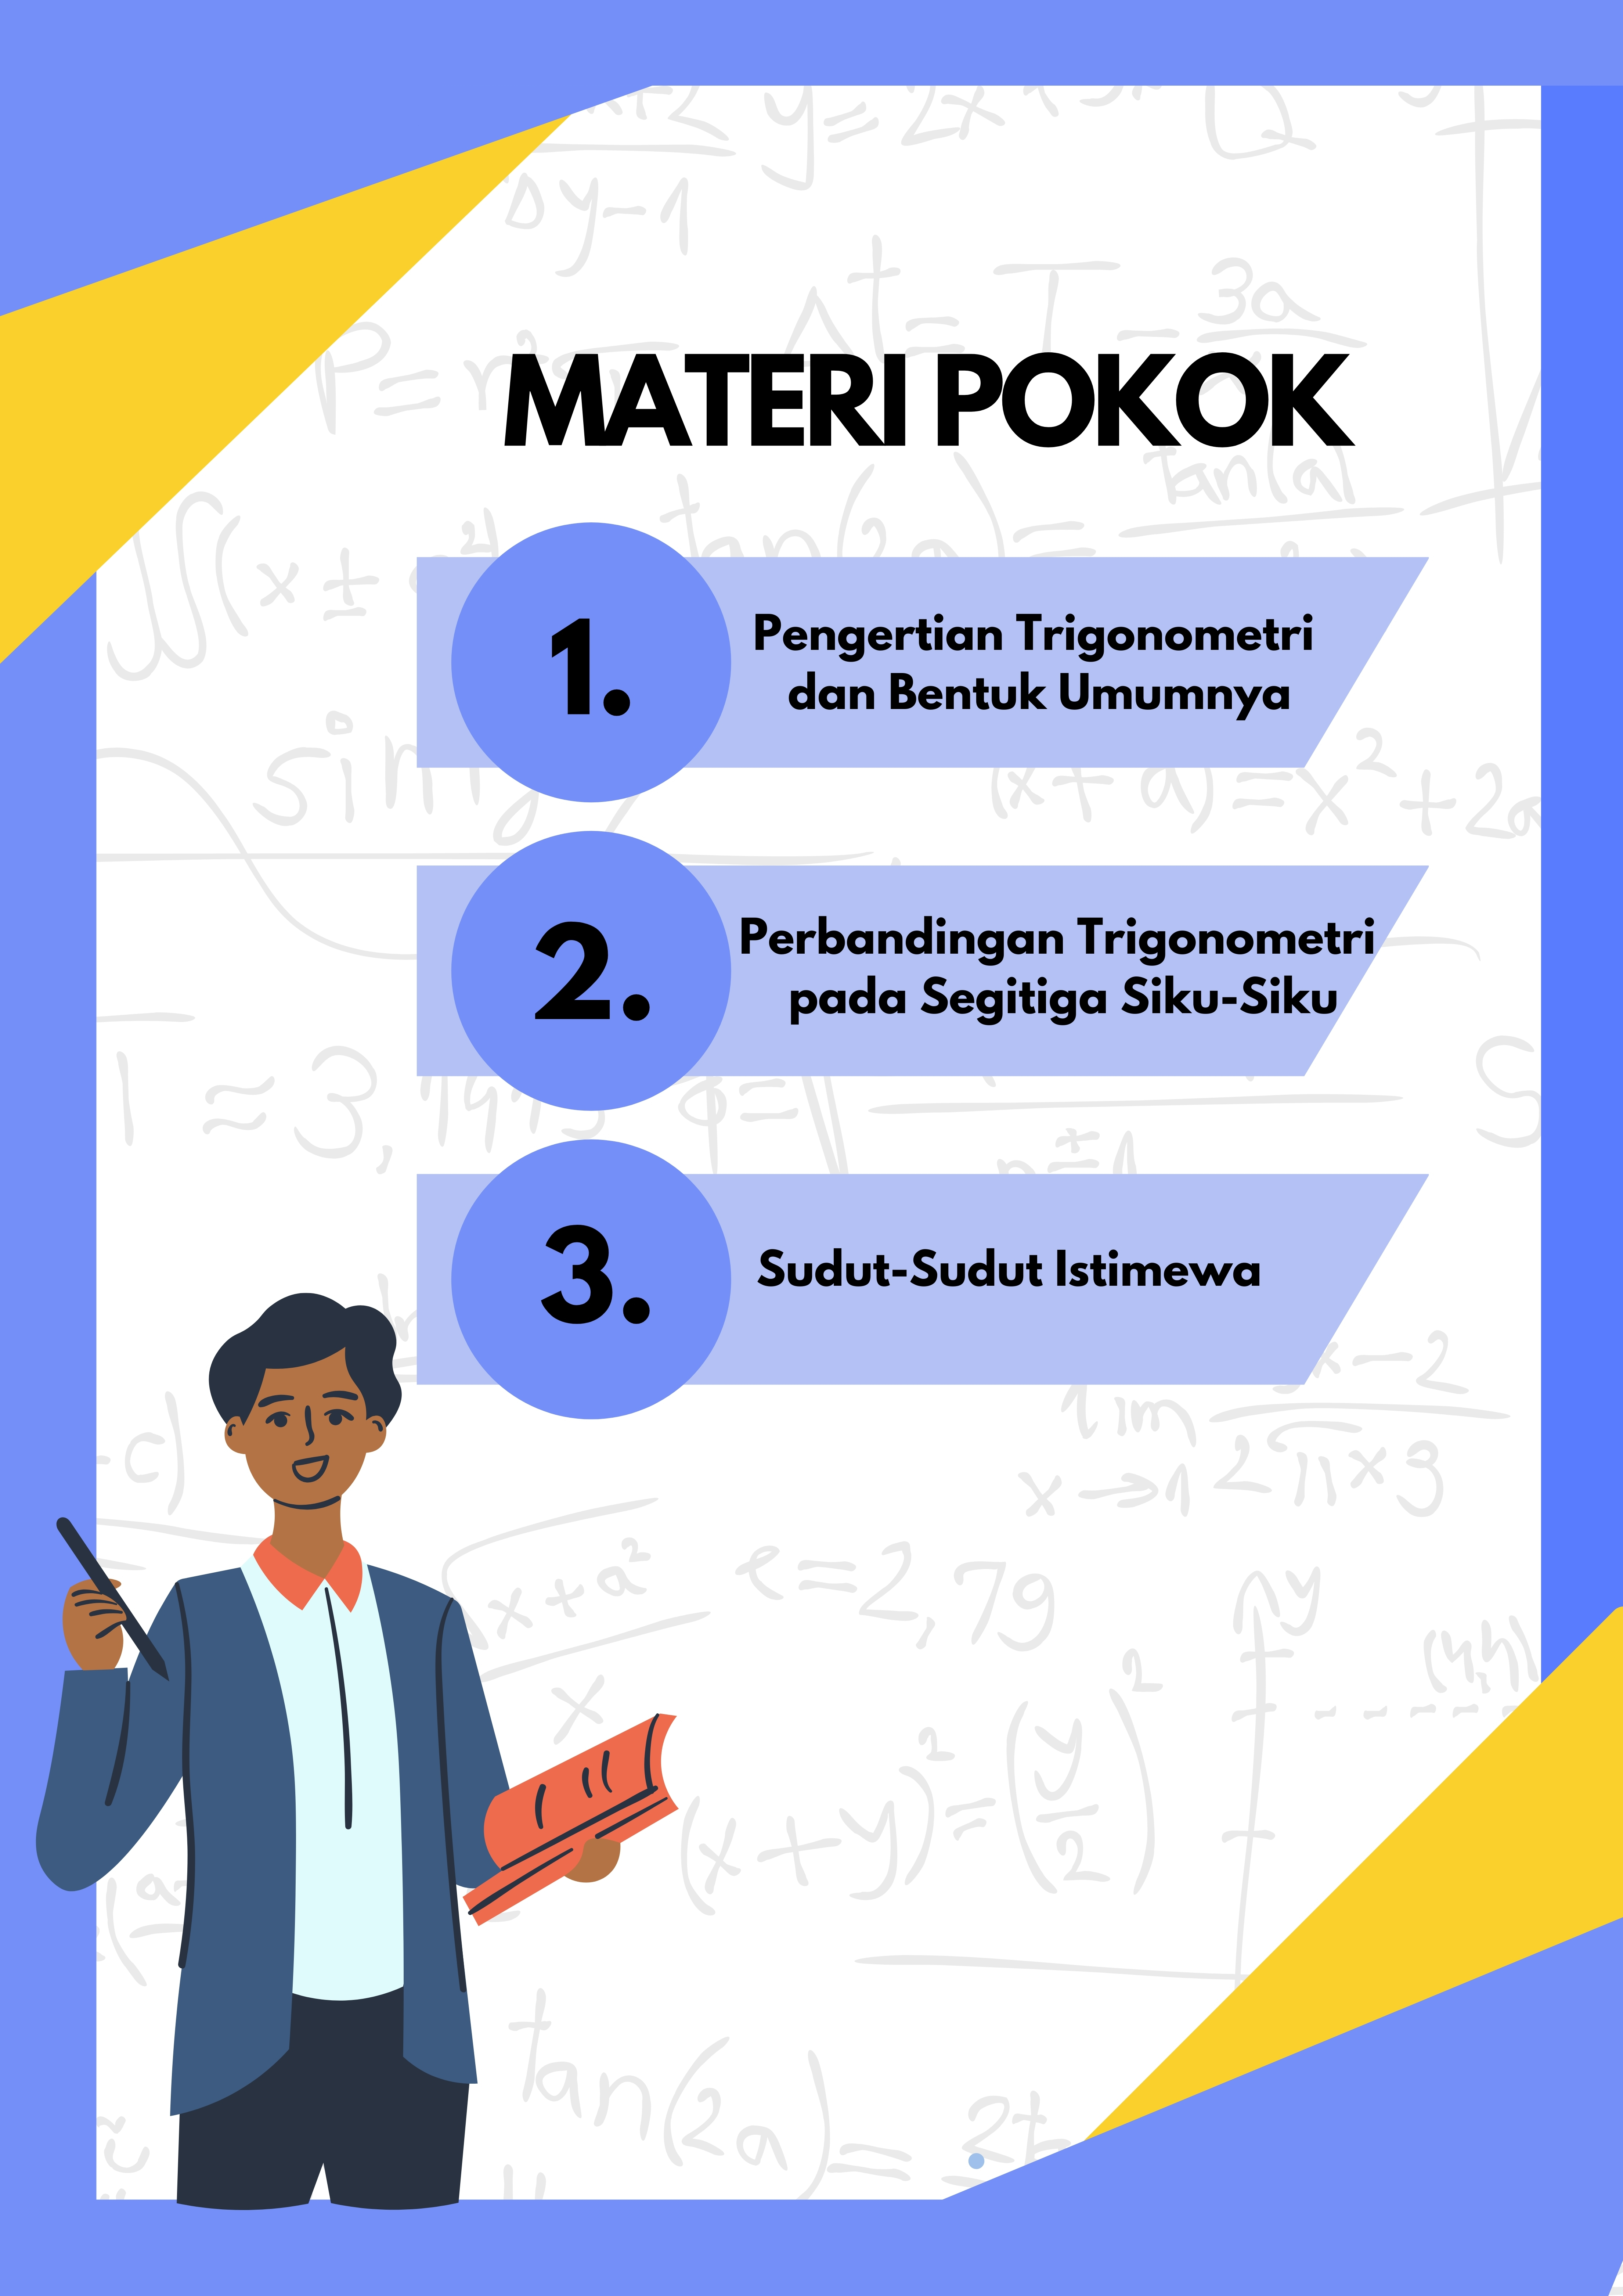 MATERI POKOK
1.
Pengertian Trigonometri
dan Bentuk Umumnya
2.
Perbandingan Trigonometri
pada Segitiga Siku-Siku
3.
Sudut-Sudut Istimewa